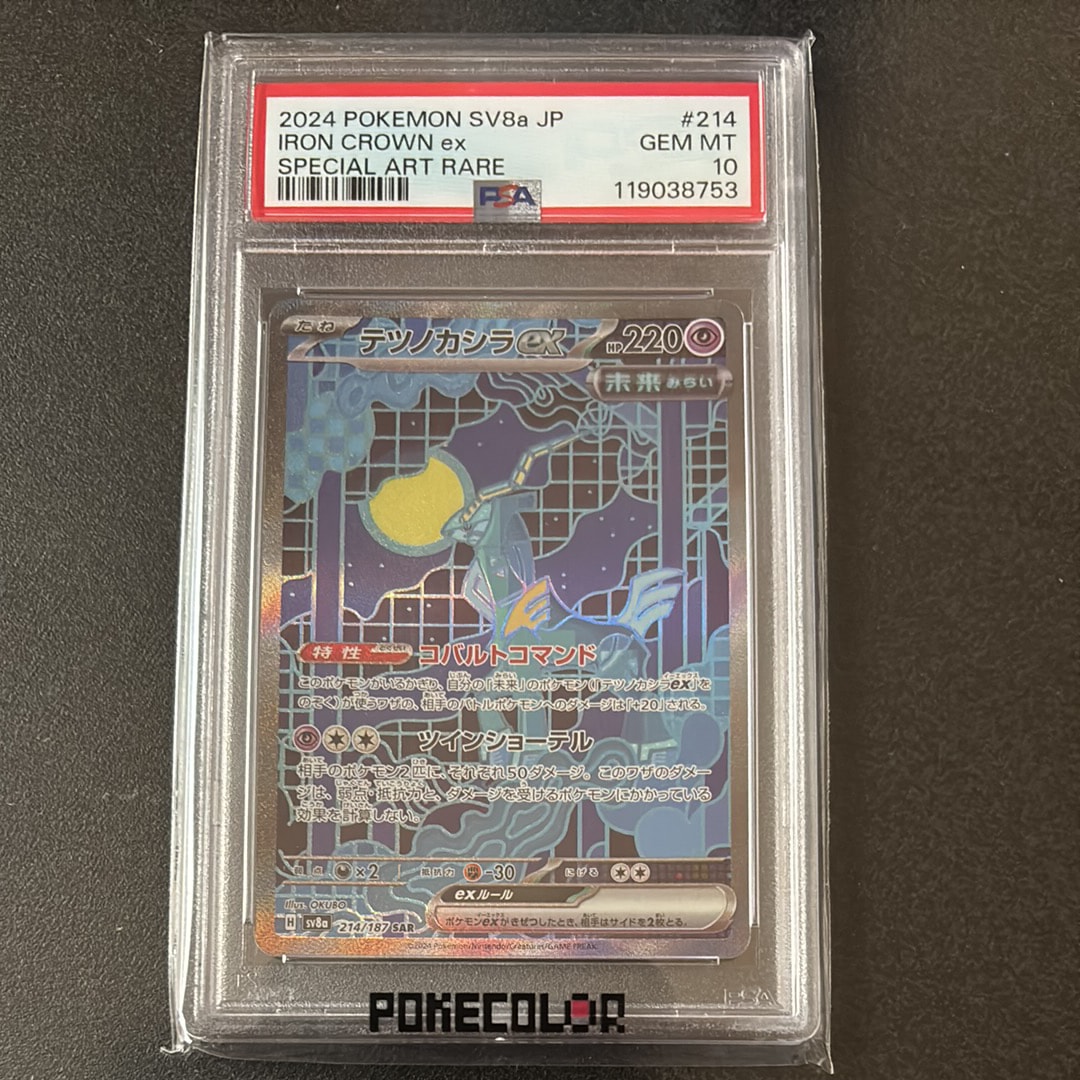 2024 POKEMON SV8a JP #214
IRON CROWN ex GEM MT
SPECIAL ART RARE 10
PSA 119038753
たね テツノカシラex HP220
未来 みらい
特性 コバルトコマンド
このポケモンがいるかぎり、自分の「未来」のポケモン(「テツノカシラex」を
のぞく)が使うワザの、相手のバトルポケモンへのダメージは「+20」される。
ツインショーテル
相手のポケモン2匹に、それぞれ50ダメージ。このワザのダメー
ジは、弱点・抵抗力と、ダメージを受けるポケモンにかかっている
効果を計算しない。
弱点 ×2 抵抗力 -30 にげる
exルール
ポケモンexがきぜつしたとき、相手はサイドを2枚とる。
Illus. OKUBO
H sv8a 214/187 SAR
©2024 Pokémon/Nintendo/Creatures/GAME FREAK.
PSA
POKECOLOR